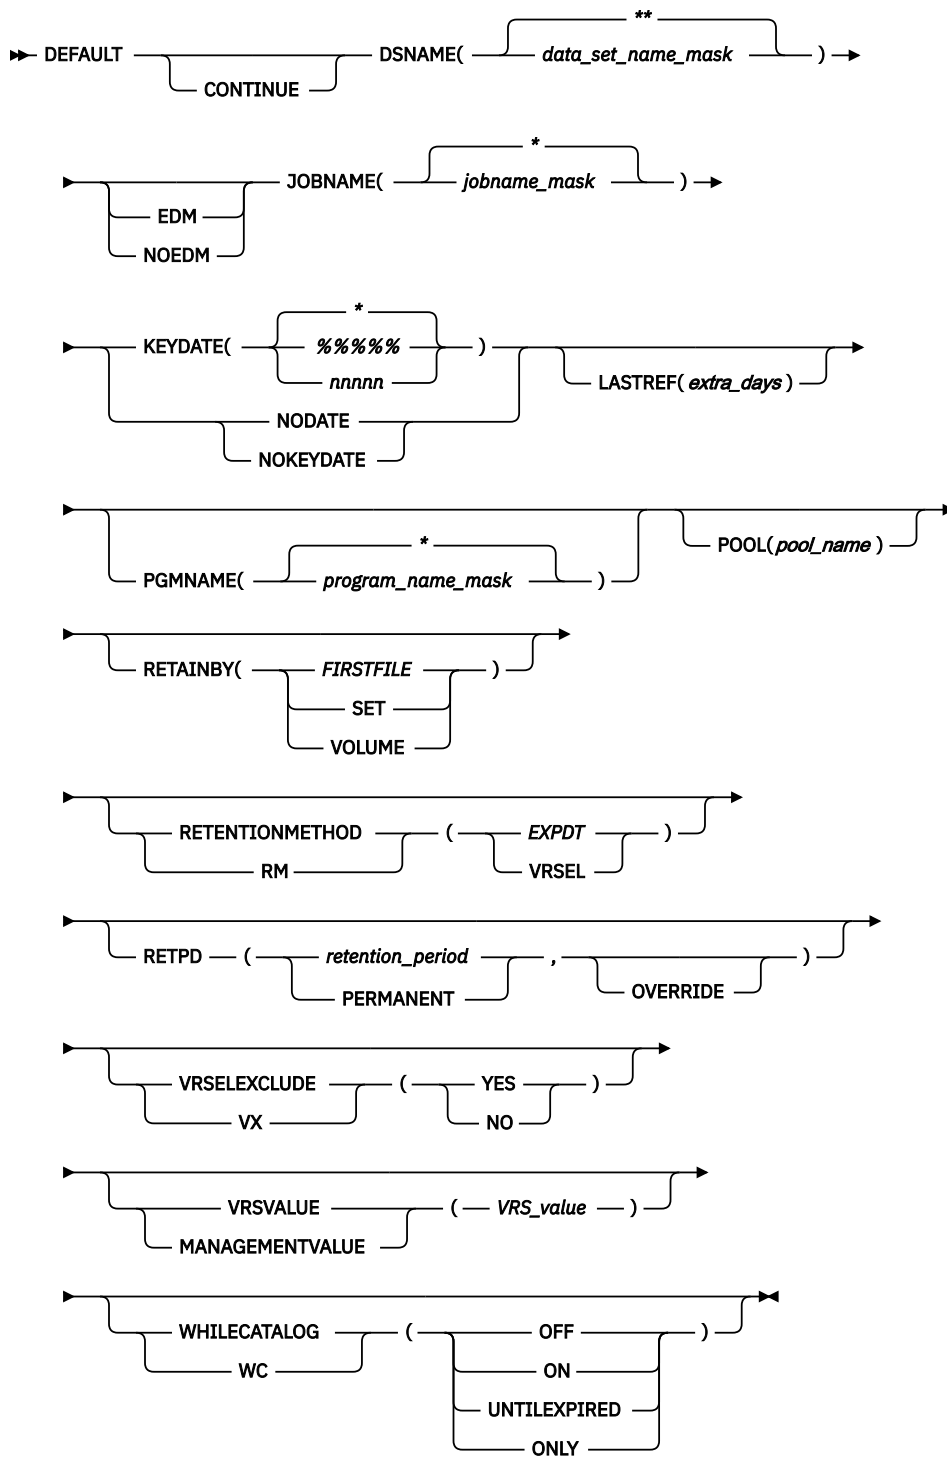 **
DEFAULT DSNAME( data_set_name_mask )
CONTINUE
*
JOBNAME( jobname_mask )
EDM
NOEDM
*
KEYDATE( %%%%% )
nnnnn
LASTREF( extra_days )
NODATE
NOKEYDATE
*
POOL( pool_name )
PGMNAME( program_name_mask )
RETAINBY( FIRSTFILE )
SET
VOLUME
RETENTIONMETHOD ( EXPDT )
RM VRSEL
RETPD ( retention_period , )
PERMANENT OVERRIDE
VRSELEXCLUDE ( YES )
VX NO
VRSVALUE ( VRS_value )
MANAGEMENTVALUE
WHILECATALOG ( OFF )
WC ON
UNTILEXPIRED
ONLY